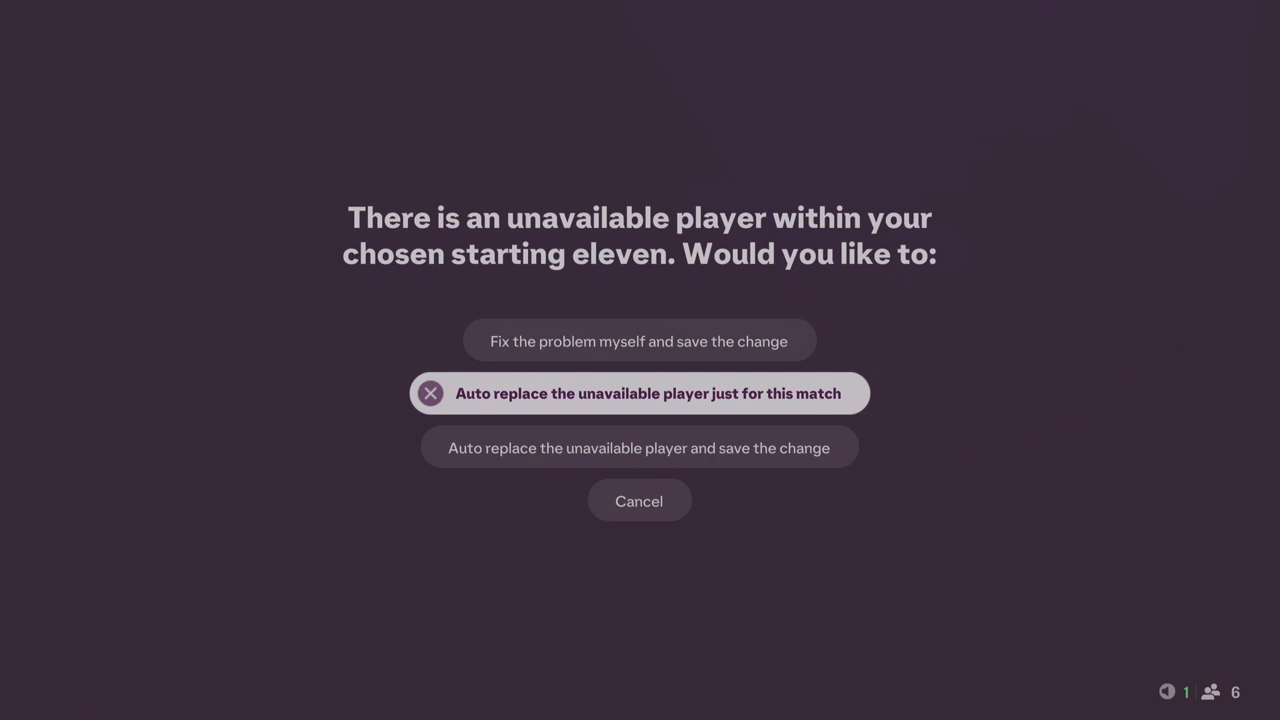 There is an unavailable player within your
chosen starting eleven. Would you like to:
Fix the problem myself and save the change
Auto replace the unavailable player just for this match
Auto replace the unavailable player and save the change
Cancel
1 6